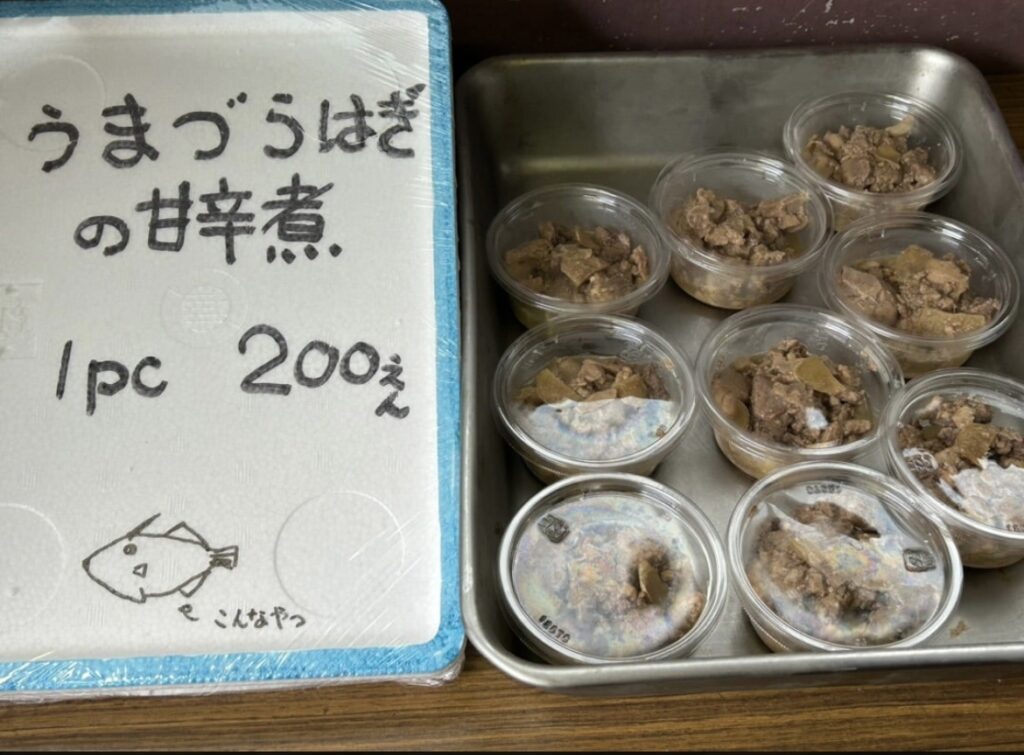 うまづらはぎ
の甘辛煮.
1pc 200えん
こんなやつ